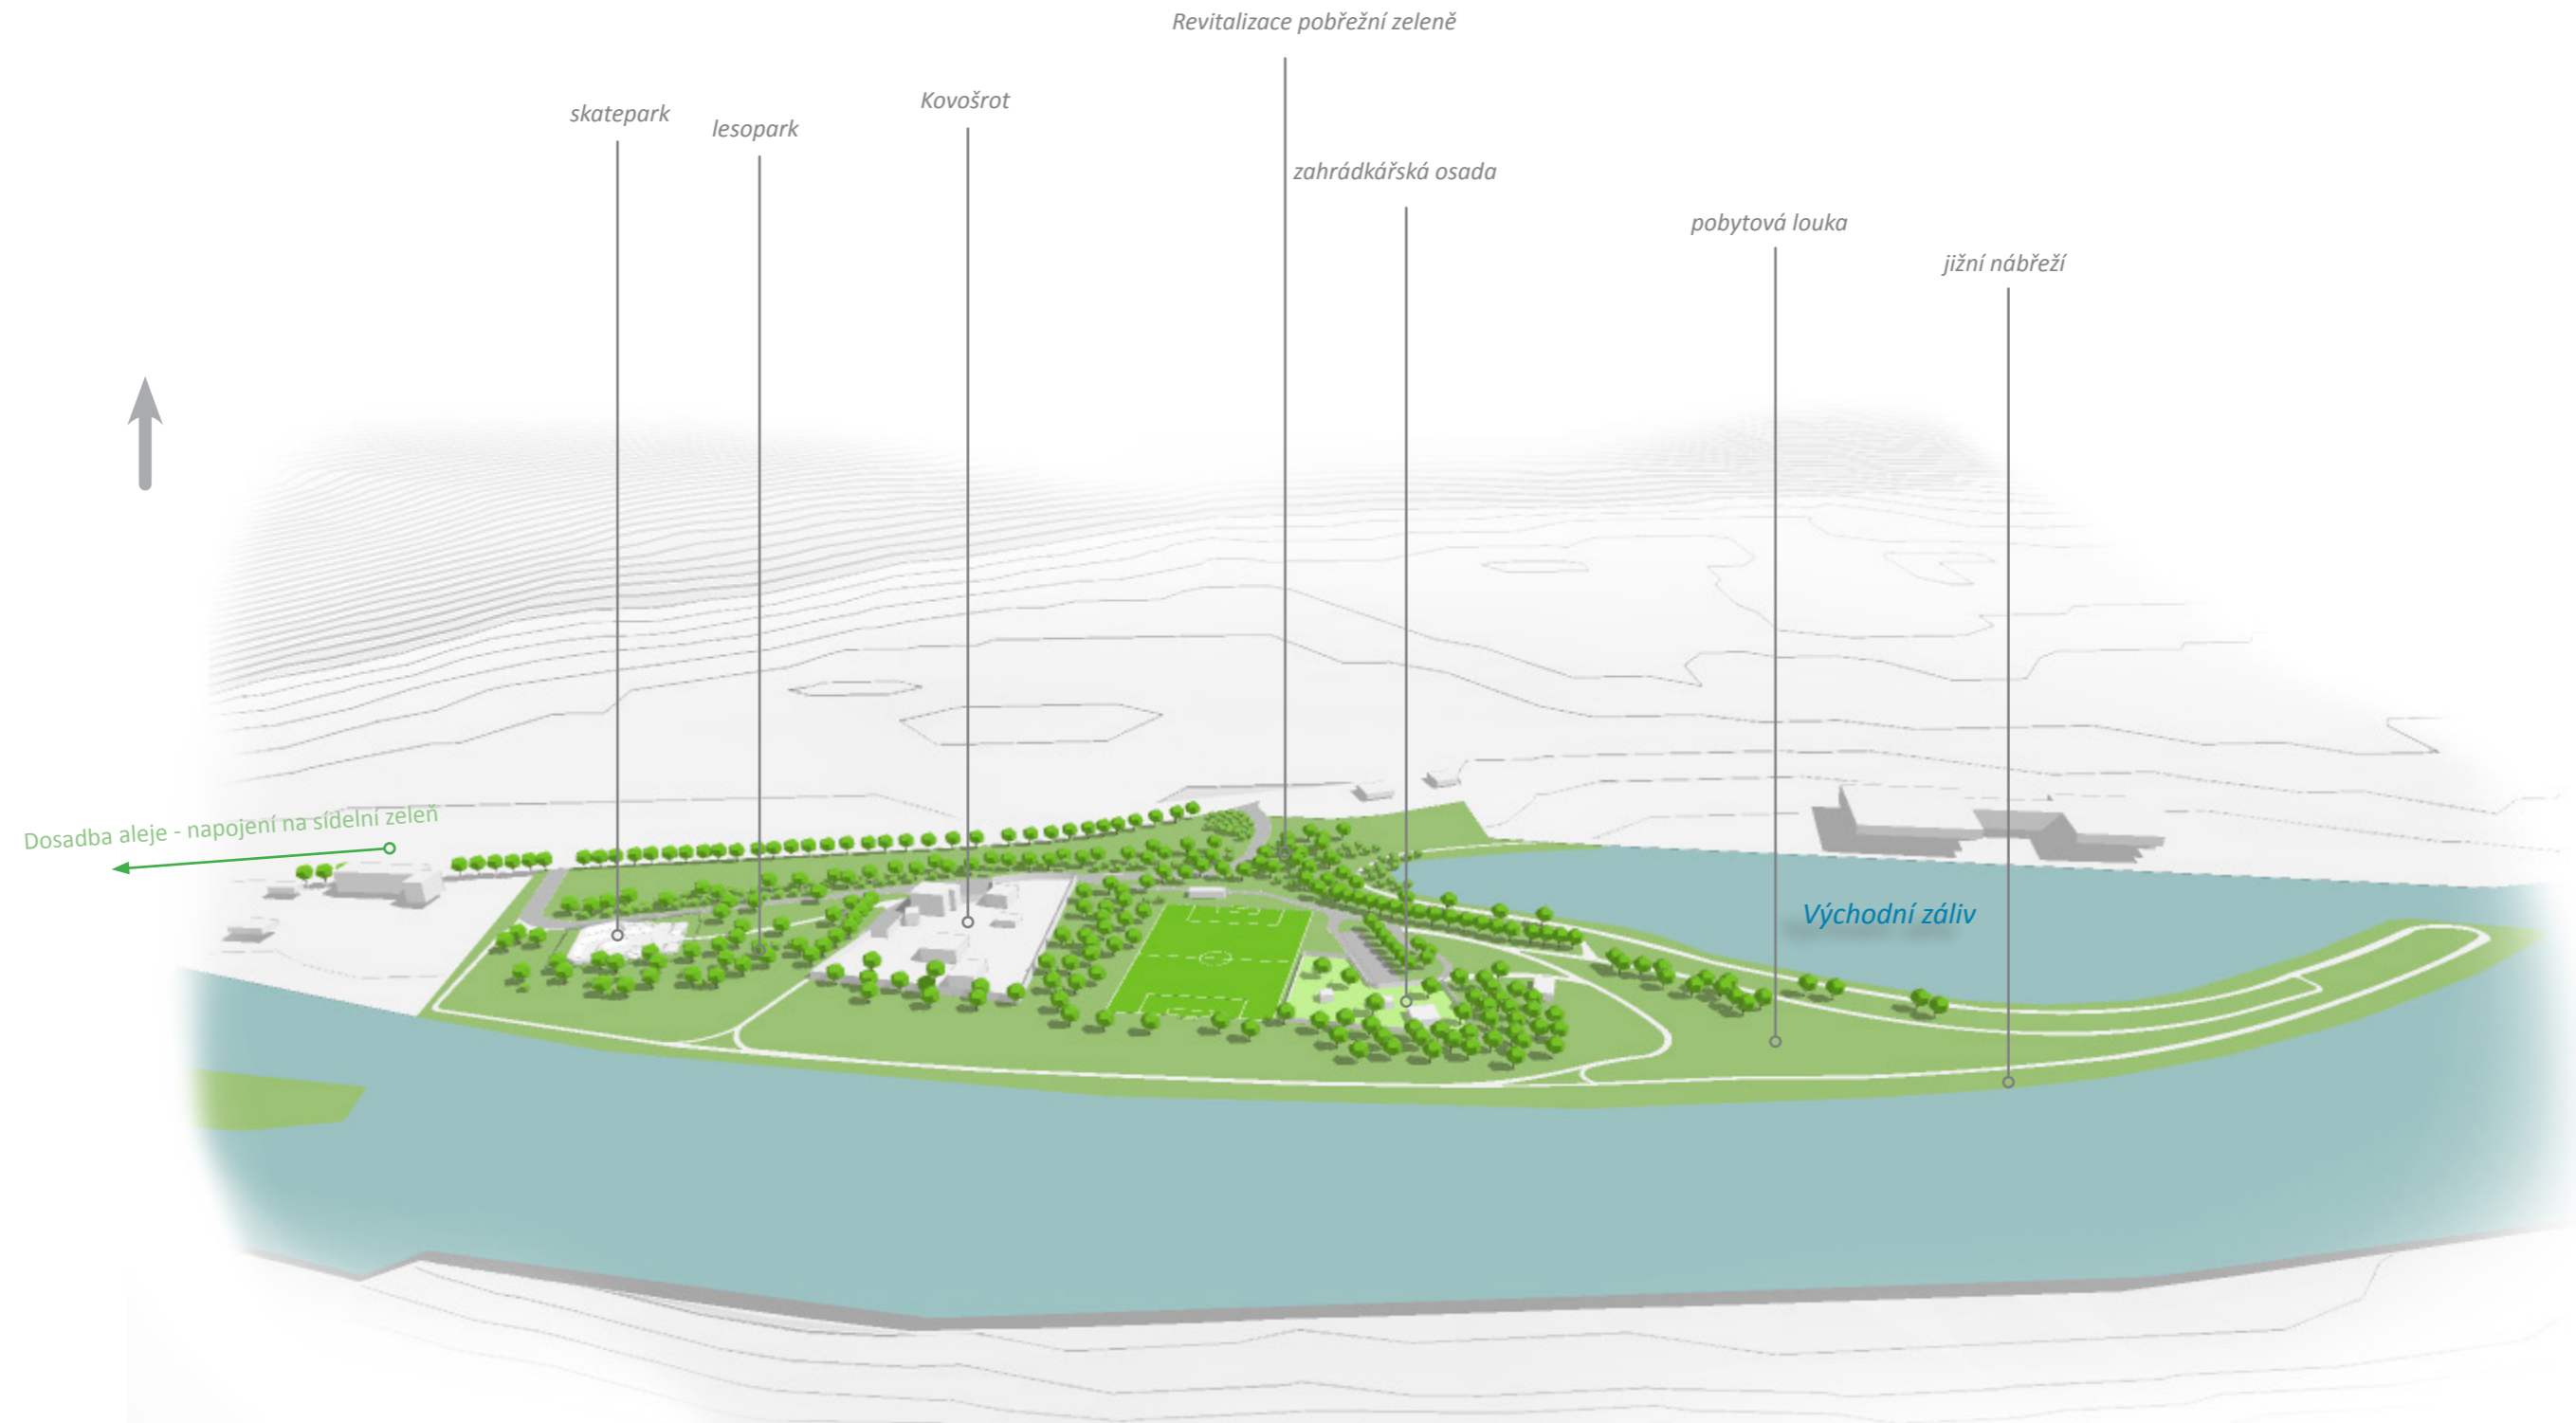 Revitalizace pobřežní zeleně
skatepark
lesopark
Kovošrot
zahrádkářská osada
pobytová louka
jižní nábřeží
Dosadba aleje - napojení na sídelní zeleň
Východní záliv